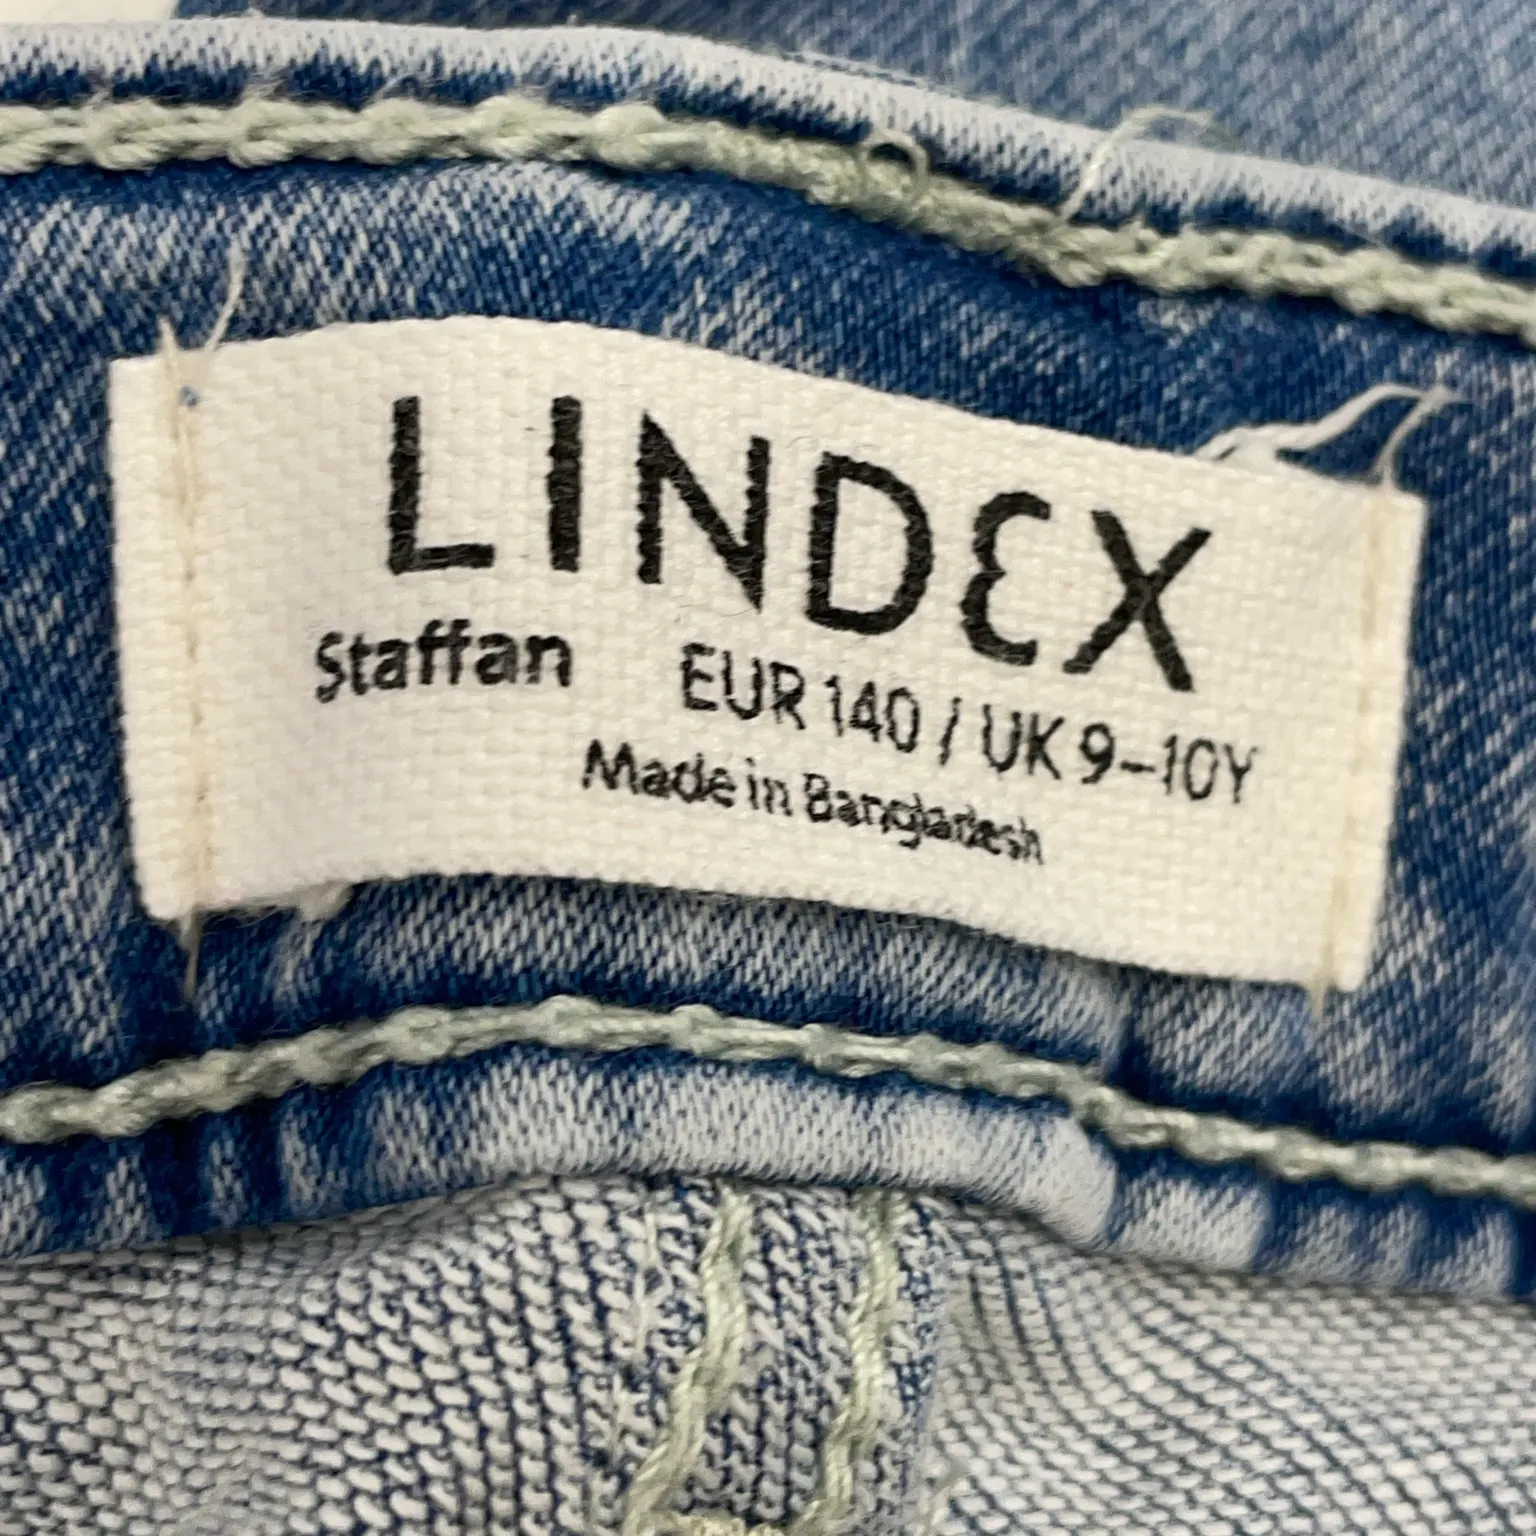 LINDEX
Staffan EUR 140 / UK 9-10Y
Made in Bangladesh